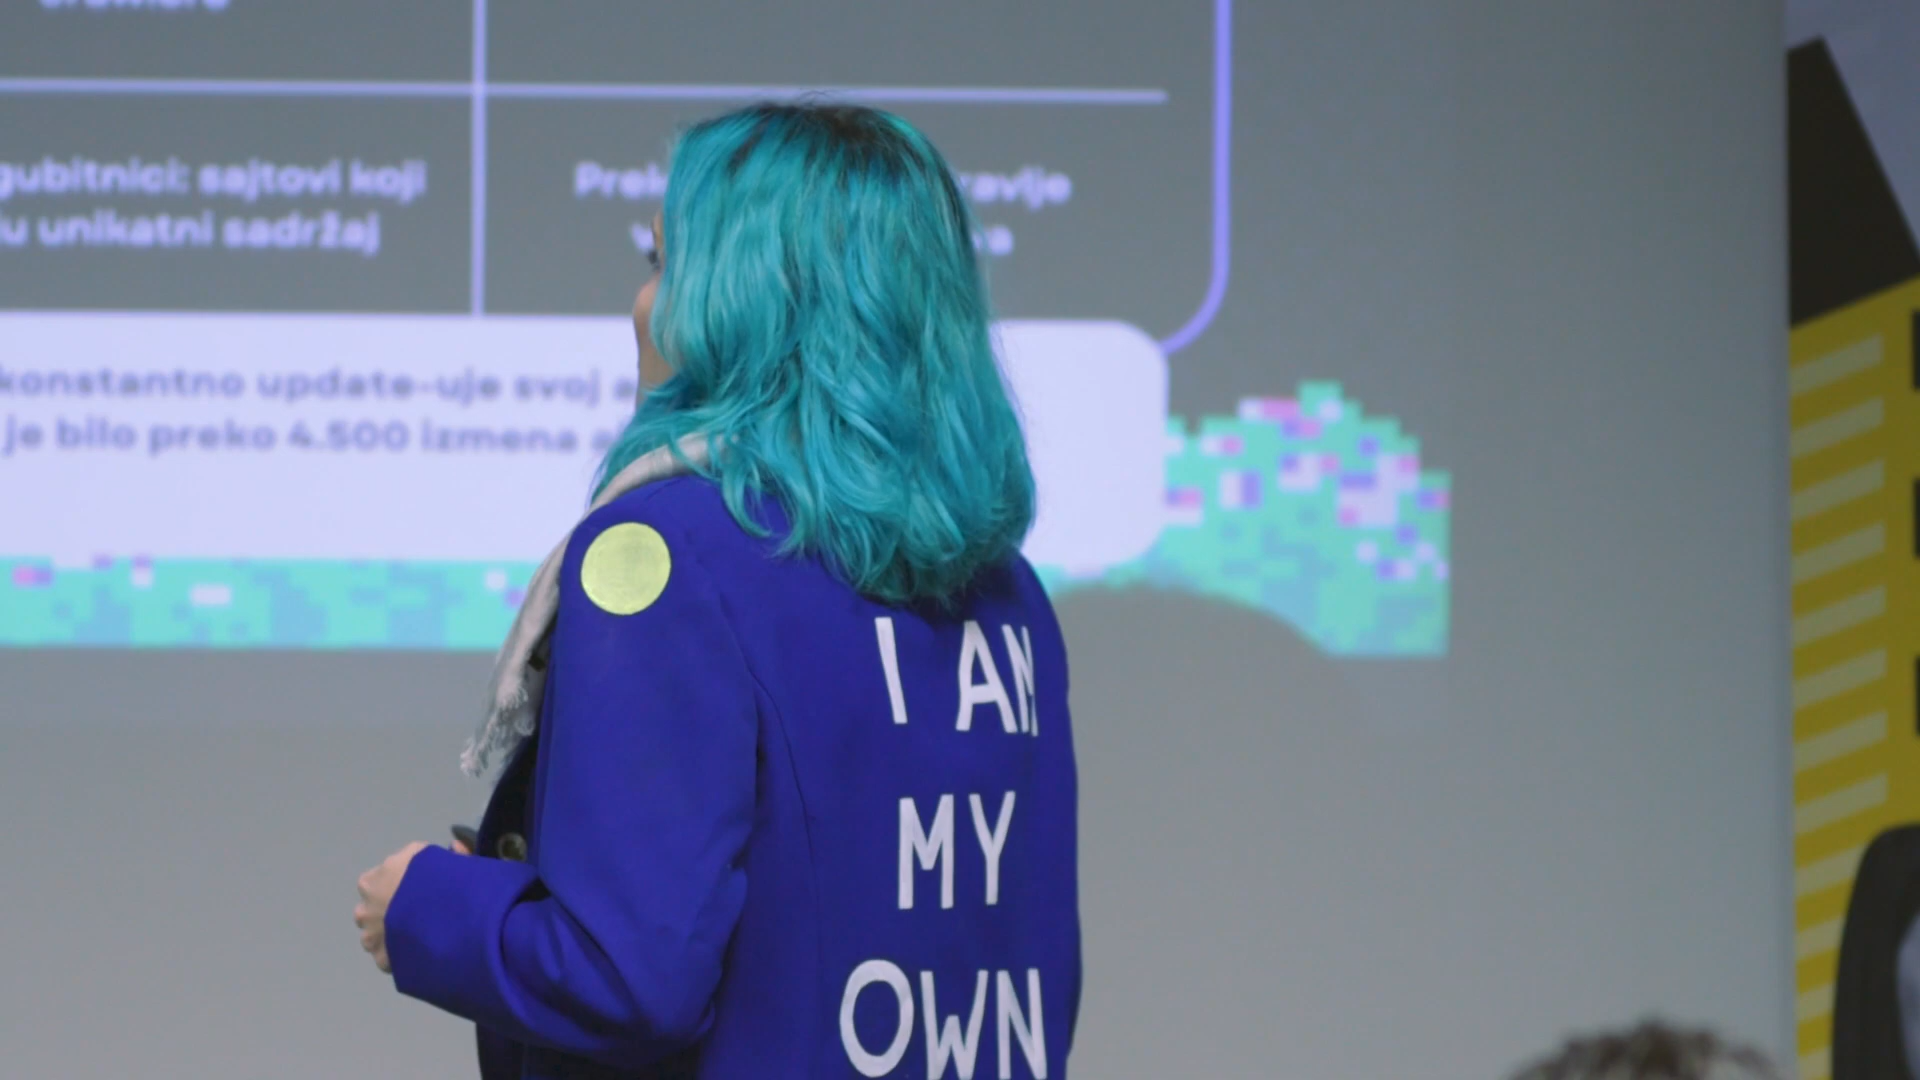 gubitnici: sajtovi koji
unikatni sadržaj
konstantno update-uje svoj
je bilo preko 4.500 izmena
I AM
MY
OWN